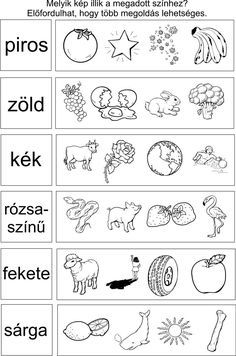 Melyik kép illik a megadott színhez?
Előfordulhat, hogy több megoldás lehetséges.
piros
zöld
kék
rózsa-
színű
fekete
sárga